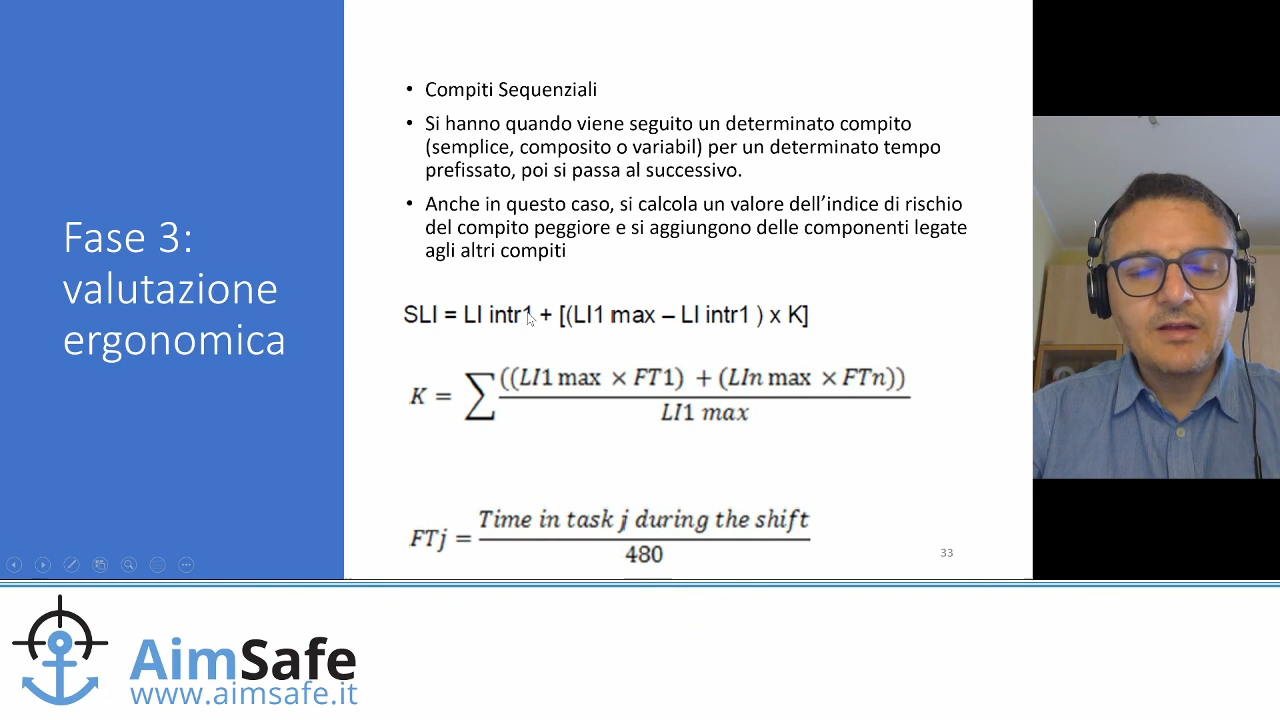 Fase 3:
valutazione
ergonomica
• Compiti Sequenziali
• Si hanno quando viene seguito un determinato compito
(semplice, composito o variabil) per un determinato tempo
prefissato, poi si passa al successivo.
• Anche in questo caso, si calcola un valore dell'indice di rischio
del compito peggiore e si aggiungono delle componenti legate
agli altri compiti
SLI = LI intr1 + [(LI1 max – LI intr1 ) x K]
K = ∑ ((LI1 max × FT1) + (LIn max × FTn))
LI1 max
FTj = Time in task j during the shift
480
33
AimSafe
www.aimsafe.it